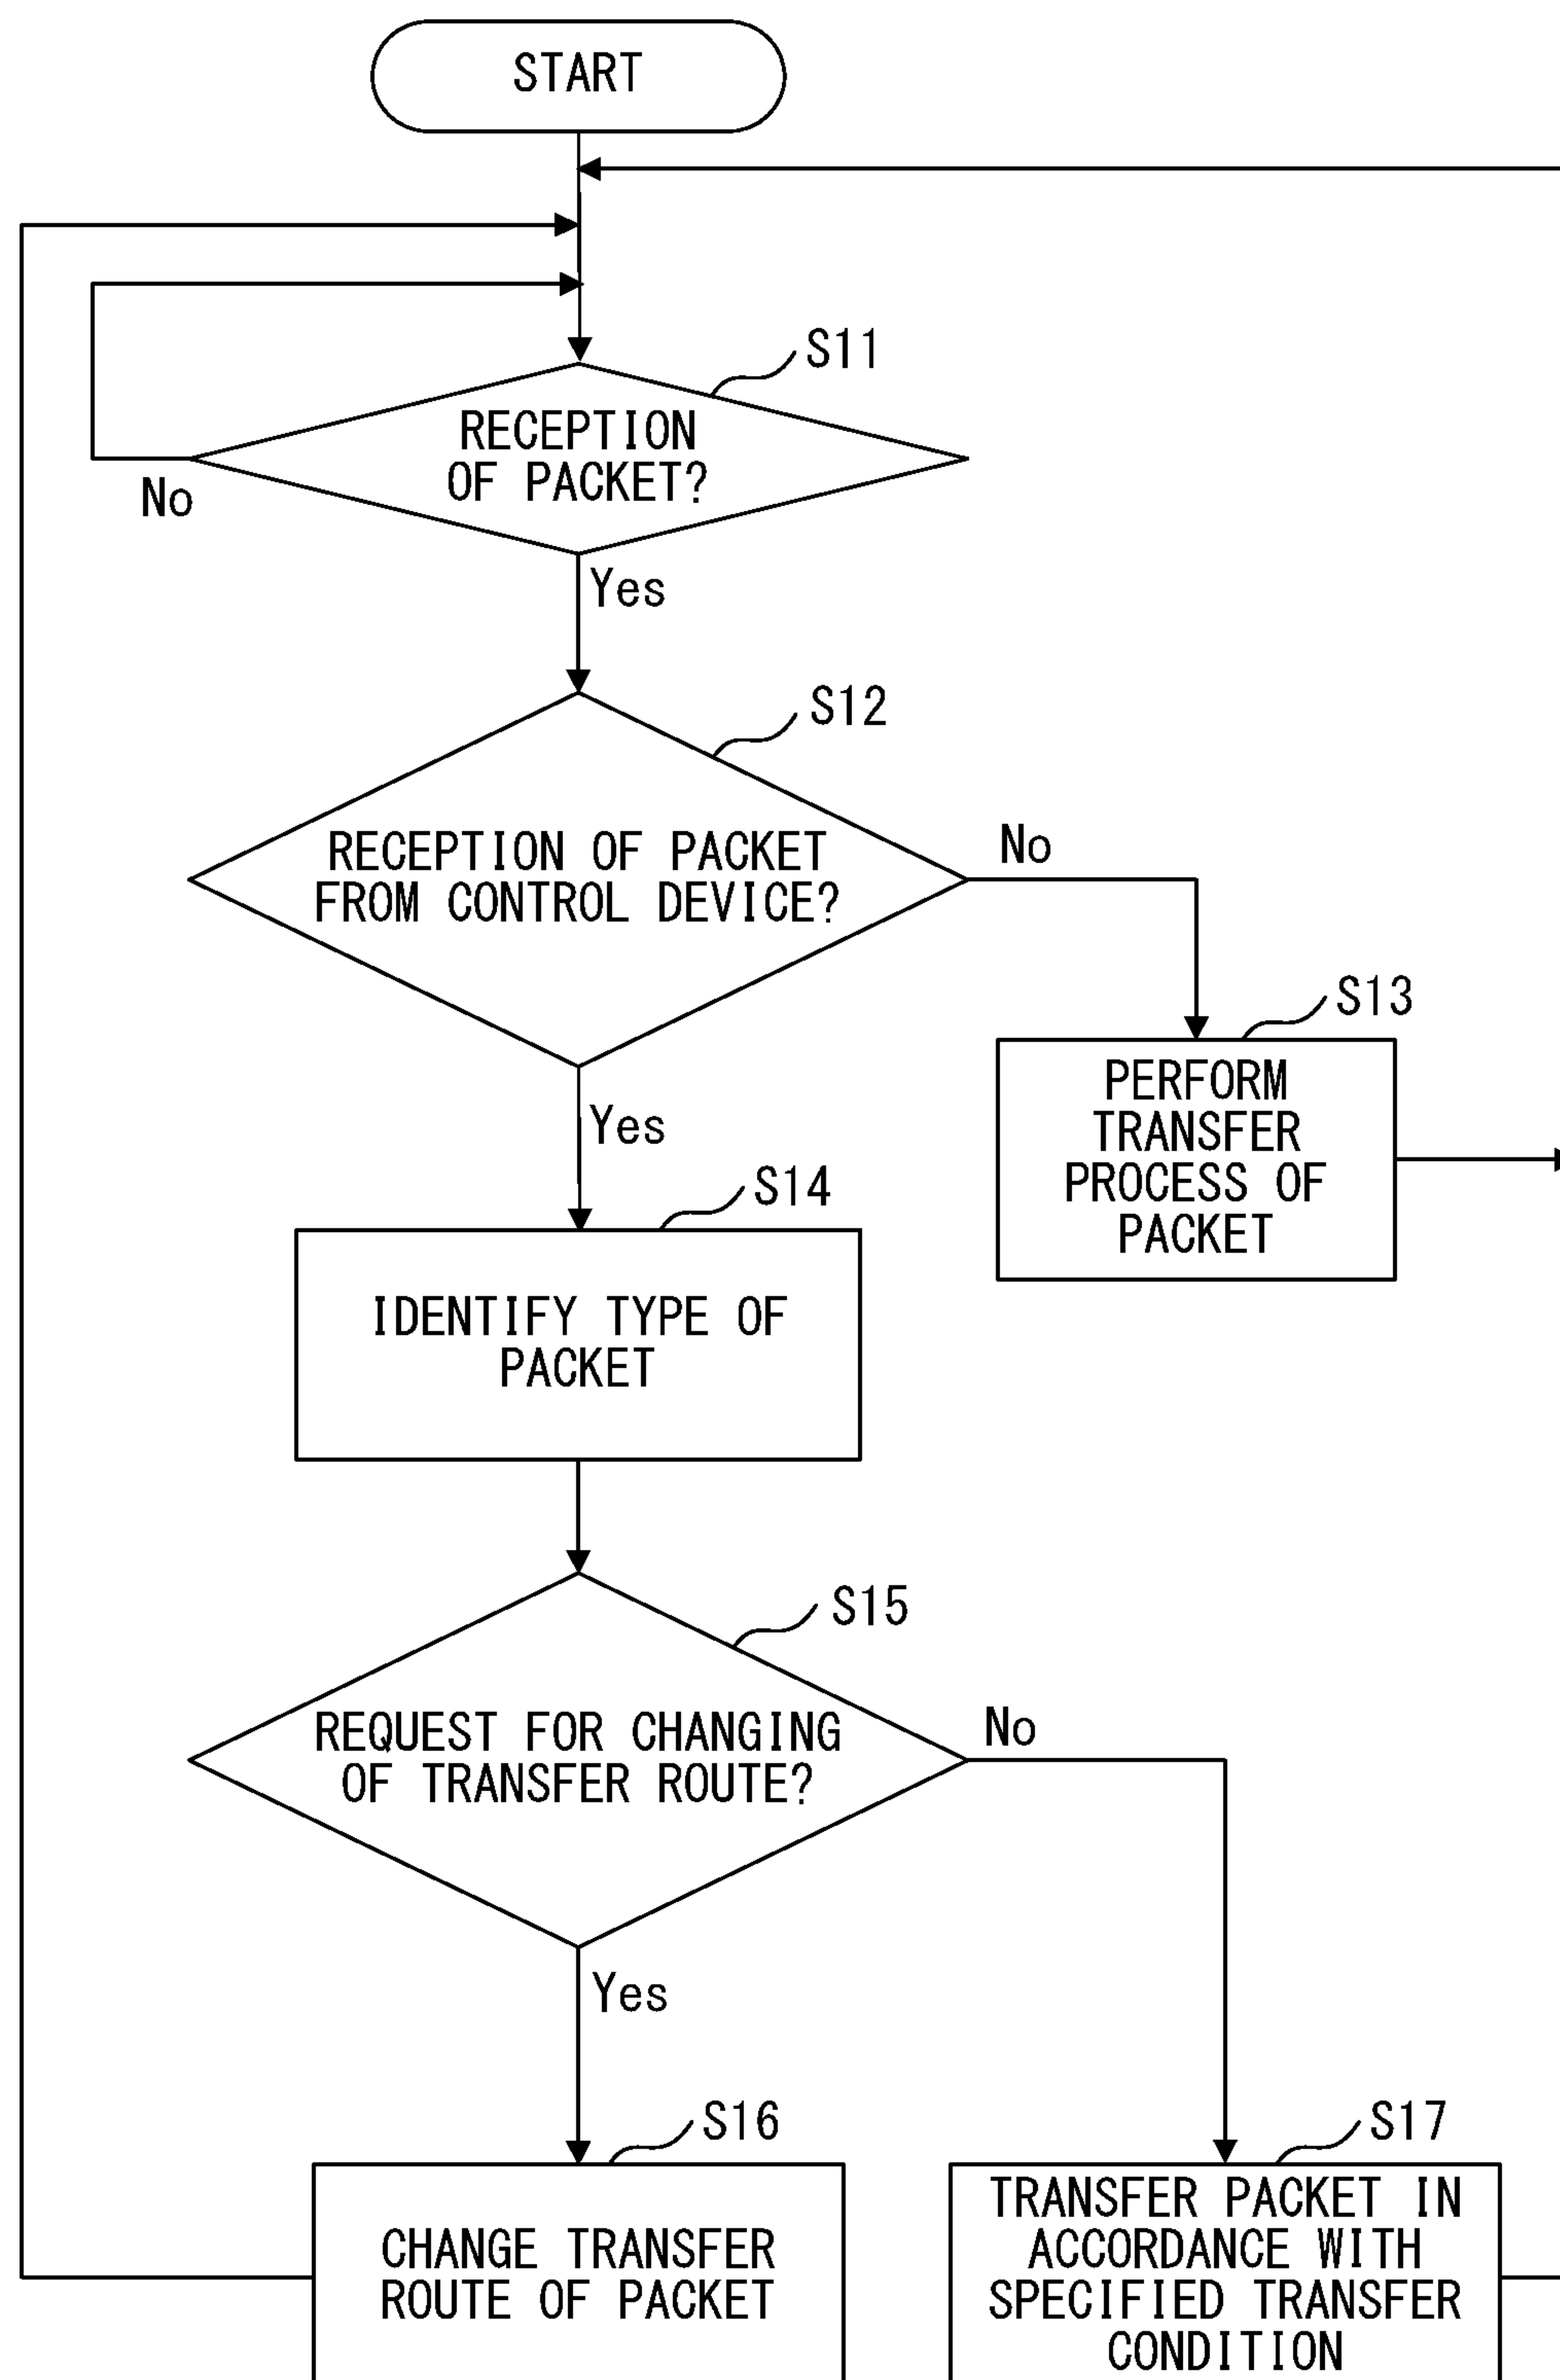 START
S11
RECEPTION
OF PACKET?
No
Yes
S12
RECEPTION OF PACKET
FROM CONTROL DEVICE?
No
S13
PERFORM
TRANSFER
PROCESS OF
PACKET
Yes
S14
IDENTIFY TYPE OF
PACKET
S15
REQUEST FOR CHANGING
OF TRANSFER ROUTE?
No
Yes
S16
CHANGE TRANSFER
ROUTE OF PACKET
S17
TRANSFER PACKET IN
ACCORDANCE WITH
SPECIFIED TRANSFER
CONDITION